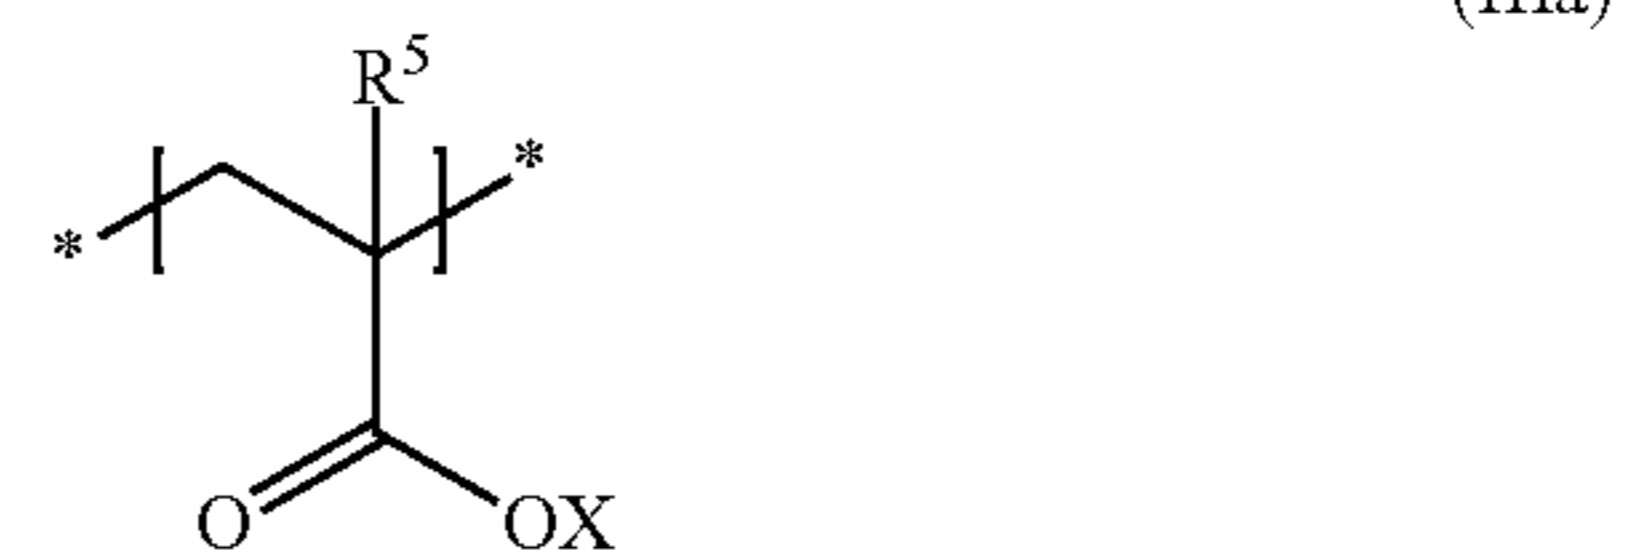 (IIIa)
R⁵
*
*
O
OX